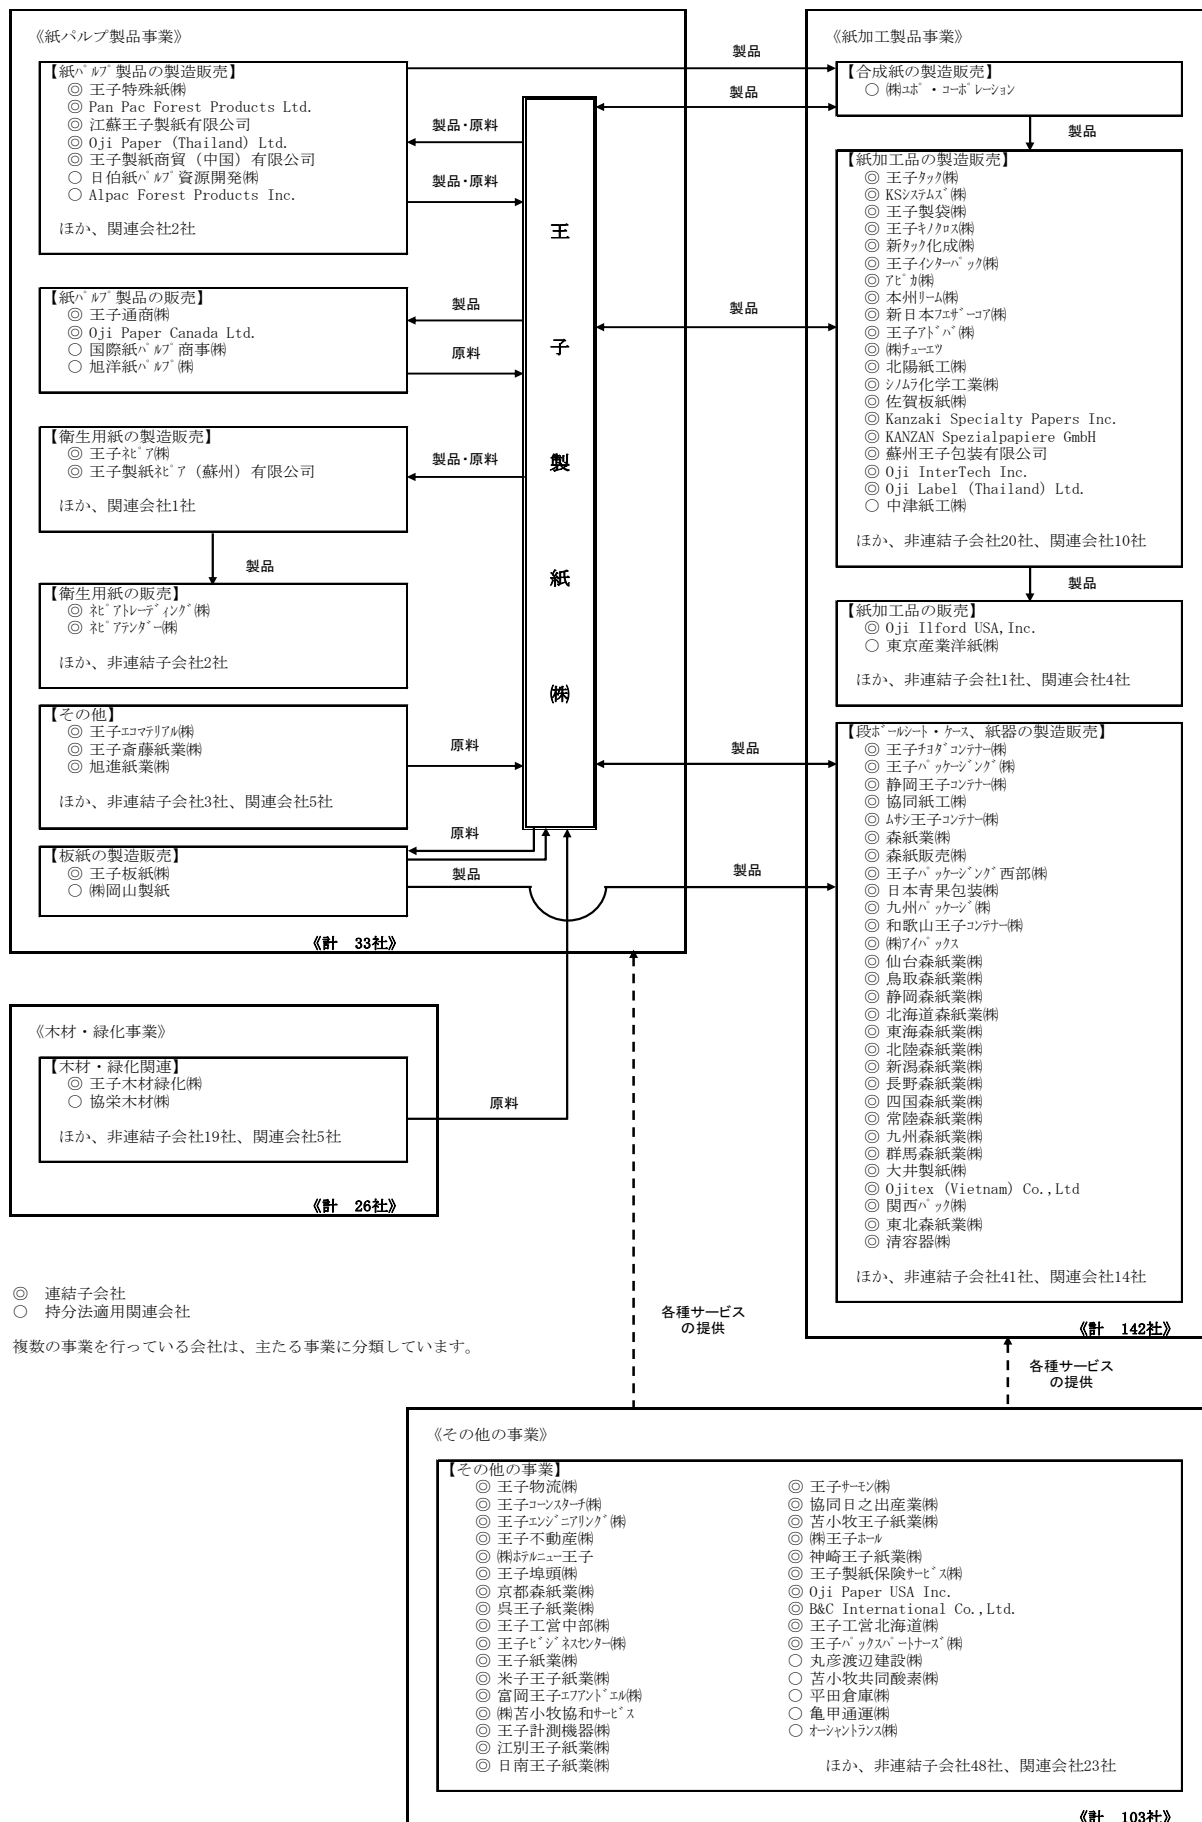 《紙パルプ製品事業》
【紙ﾊﾟﾙﾌﾟ製品の製造販売】
◎ 王子特殊紙㈱
◎ Pan Pac Forest Products Ltd.
◎ 江蘇王子製紙有限公司
◎ Oji Paper (Thailand) Ltd.
◎ 王子製紙商貿（中国）有限公司
○ 日伯紙ﾊﾟﾙﾌﾟ資源開発㈱
○ Alpac Forest Products Inc.
ほか、関連会社2社
【紙ﾊﾟﾙﾌﾟ製品の販売】
◎ 王子通商㈱
◎ Oji Paper Canada Ltd.
○ 国際紙ﾊﾟﾙﾌﾟ商事㈱
○ 旭洋紙ﾊﾟﾙﾌﾟ㈱
【衛生用紙の製造販売】
◎ 王子ﾈﾋﾟｱ㈱
◎ 王子製紙ﾈﾋﾟｱ（蘇州）有限公司
ほか、関連会社1社
製品
【衛生用紙の販売】
◎ ﾈﾋﾟｱﾄﾚｰﾃﾞｨﾝｸﾞ㈱
◎ ﾈﾋﾟｱﾃﾝﾀﾞｰ㈱
ほか、非連結子会社2社
【その他】
◎ 王子ｴｺﾏﾃﾘｱﾙ㈱
◎ 王子斎藤紙業㈱
◎ 旭進紙業㈱
ほか、非連結子会社3社、関連会社5社
【板紙の製造販売】
◎ 王子板紙㈱
○ ㈱岡山製紙
《計　33社》
製品・原料
製品・原料
製品
原料
製品・原料
原料
原料
製品
王
子
製
紙
㈱
製品
製品
製品
製品
製品
《紙加工製品事業》
【合成紙の製造販売】
○ ㈱ﾕﾎﾟ・ｺｰﾎﾟﾚｰｼｮﾝ
製品
【紙加工品の製造販売】
◎ 王子ﾀｯｸ㈱
◎ KSｼｽﾃﾑｽﾞ㈱
◎ 王子製袋㈱
◎ 王子ｷﾉｸﾛｽ㈱
◎ 新ﾀｯｸ化成㈱
◎ 王子ｲﾝﾀｰﾊﾟｯｸ㈱
◎ ｱﾋﾟｶ㈱
◎ 本州ﾘｰﾑ㈱
◎ 新日本ﾌｴｻﾞｰｺｱ㈱
◎ 王子ｱﾄﾞﾊﾞ㈱
◎ ㈱ﾁｭｰｴﾂ
◎ 北陽紙工㈱
◎ ｼﾉﾑﾗ化学工業㈱
◎ 佐賀板紙㈱
◎ Kanzaki Specialty Papers Inc.
◎ KANZAN Spezialpapiere GmbH
◎ 蘇州王子包装有限公司
◎ Oji InterTech Inc.
◎ Oji Label (Thailand) Ltd.
○ 中津紙工㈱
ほか、非連結子会社20社、関連会社10社
製品
【紙加工品の販売】
◎ Oji Ilford USA,Inc.
○ 東京産業洋紙㈱
ほか、非連結子会社1社、関連会社4社
【段ﾎﾞｰﾙｼｰﾄ・ｹｰｽ、紙器の製造販売】
◎ 王子ﾁﾖﾀﾞｺﾝﾃﾅｰ㈱
◎ 王子ﾊﾟｯｹｰｼﾞﾝｸﾞ㈱
◎ 静岡王子ｺﾝﾃﾅｰ㈱
◎ 協同紙工㈱
◎ ﾑｻｼ王子ｺﾝﾃﾅｰ㈱
◎ 森紙業㈱
◎ 森紙販売㈱
◎ 王子ﾊﾟｯｹｰｼﾞﾝｸﾞ西部㈱
◎ 日本青果包装㈱
◎ 九州ﾊﾟｯｹｰｼﾞ㈱
◎ 和歌山王子ｺﾝﾃﾅｰ㈱
◎ ㈱ｱｲﾊﾟｯｸｽ
◎ 仙台森紙業㈱
◎ 鳥取森紙業㈱
◎ 静岡森紙業㈱
◎ 北海道森紙業㈱
◎ 東海森紙業㈱
◎ 北陸森紙業㈱
◎ 新潟森紙業㈱
◎ 長野森紙業㈱
◎ 四国森紙業㈱
◎ 常陸森紙業㈱
◎ 九州森紙業㈱
◎ 群馬森紙業㈱
◎ 大井製紙㈱
◎ Ojitex (Vietnam) Co.,Ltd
◎ 関西ﾊﾟｯｸ㈱
◎ 東北森紙業㈱
◎ 清容器㈱
ほか、非連結子会社41社、関連会社14社
《計　142社》
《木材・緑化事業》
【木材・緑化関連】
◎ 王子木材緑化㈱
○ 協栄木材㈱
ほか、非連結子会社19社、関連会社5社
原料
《計　26社》
◎　連結子会社
○　持分法適用関連会社
複数の事業を行っている会社は、主たる事業に分類しています。
各種サービス
の提供
各種サービス
の提供
《その他の事業》
【その他の事業】
◎ 王子物流㈱
◎ 王子ｺｰﾝｽﾀｰﾁ㈱
◎ 王子ｴﾝｼﾞﾆｱﾘﾝｸﾞ㈱
◎ 王子不動産㈱
◎ ㈱ﾎﾃﾙﾆｭｰ王子
◎ 王子埠頭㈱
◎ 京都森紙業㈱
◎ 呉王子紙業㈱
◎ 王子工営中部㈱
◎ 王子ﾋﾞｼﾞﾈｽｾﾝﾀｰ㈱
◎ 王子紙業㈱
◎ 米子王子紙業㈱
◎ 富岡王子ｴﾌｱﾝﾄﾞｴﾙ㈱
◎ ㈱苫小牧協和ｻｰﾋﾞｽ
◎ 王子計測機器㈱
◎ 江別王子紙業㈱
◎ 日南王子紙業㈱
◎ 王子ｻｰﾓﾝ㈱
◎ 協同日之出産業㈱
◎ 苫小牧王子紙業㈱
◎ ㈱王子ﾎｰﾙ
◎ 神崎王子紙業㈱
◎ 王子製紙保険ｻｰﾋﾞｽ㈱
◎ Oji Paper USA Inc.
◎ B&C International Co.,Ltd.
◎ 王子工営北海道㈱
◎ 王子ﾊﾟｯｸｽﾊﾟｰﾄﾅｰｽﾞ㈱
○ 丸彦渡辺建設㈱
○ 苫小牧共同酸素㈱
○ 平田倉庫㈱
○ 亀甲通運㈱
○ ｵｰｼｬﾝﾄﾗﾝｽ㈱
ほか、非連結子会社48社、関連会社23社
《計　103社》